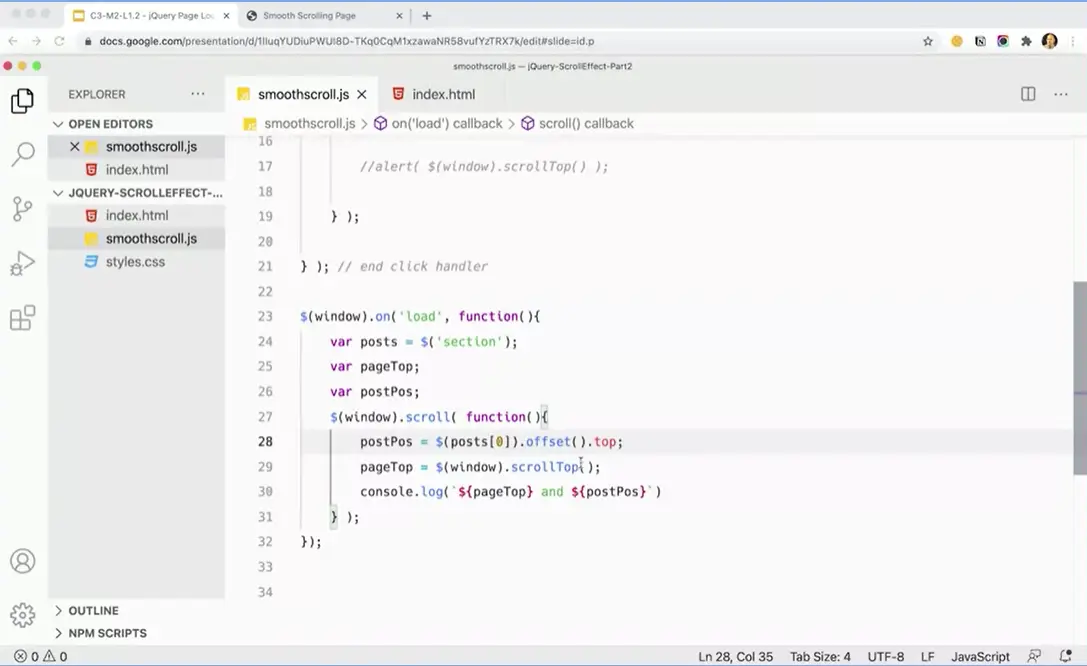 C3-M2-L1.2 - jQuery Page Lo
Smooth Scrolling Page
docs.google.com/presentation/d/1lluqYUDiuPWUI8D-TKq0CqM1xzawaNR58vufYzTRX7k/edit#slide=id.p
smoothscroll.js — jQuery-ScrollEffect-Part2
EXPLORER
smoothscroll.js
index.html
OPEN EDITORS
smoothscroll.js
index.html
JQUERY-SCROLLEFFECT-...
index.html
smoothscroll.js
styles.css
OUTLINE
NPM SCRIPTS
smoothscroll.js > on('load') callback > scroll() callback
16
17 //alert( $(window).scrollTop() );
18
19 } );
20
21 } ); // end click handler
22
23 $(window).on('load', function(){
24 var posts = $('section');
25 var pageTop;
26 var postPos;
27 $(window).scroll( function(){
28 postPos = $(posts[0]).offset().top;
29 pageTop = $(window).scrollTop();
30 console.log(`${pageTop} and ${postPos}`)
31 } );
32 });
33
34
0 0
Ln 28, Col 35 Tab Size: 4 UTF-8 LF JavaScript